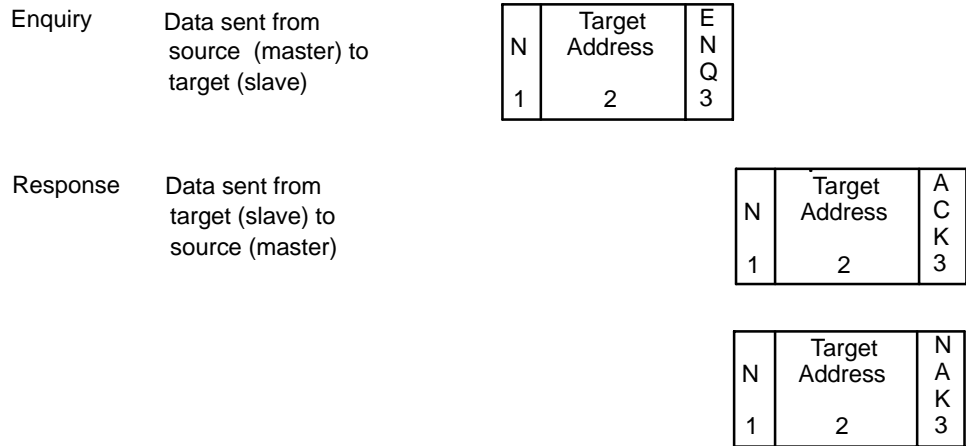 Enquiry
Data sent from
source (master) to
target (slave)
N
1
Target
Address
2
E
N
Q
3
Response
Data sent from
target (slave) to
source (master)
N
1
Target
Address
2
A
C
K
3
N
1
Target
Address
2
N
A
K
3